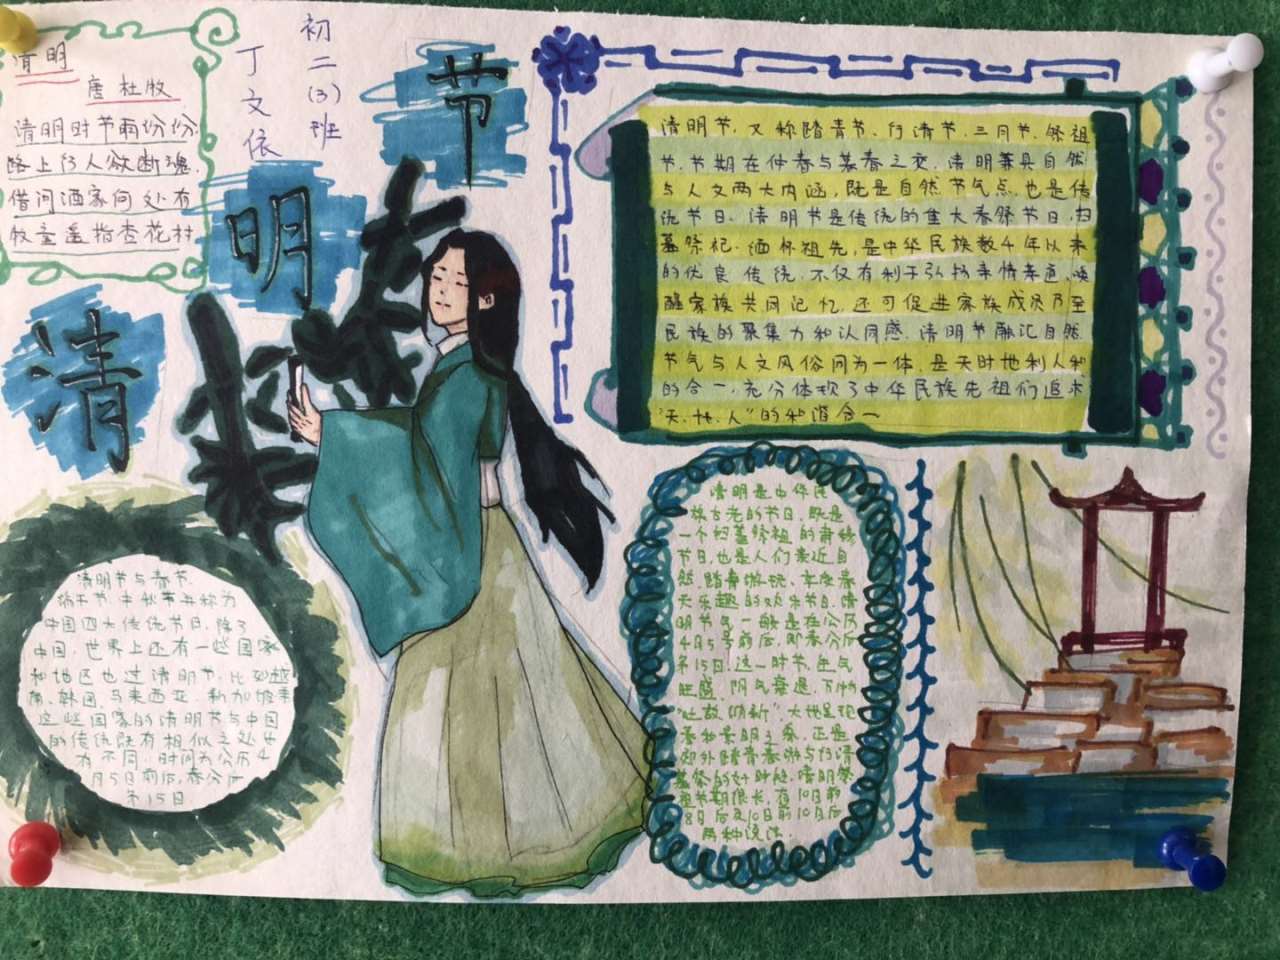 清明
唐 杜牧
清明时节雨份份
路上行人欲断魂.
借问酒家何处有
牧童遥指杏花村
初二(3)班
丁文依
清明节
清明节,又称踏青节、行清节、三月节、祭祖
节,节期在仲春与暮春之交.清明兼具自然
与人文两大内涵,既是自然节气点,也是传
统节日.清明节是传统的重大春祭节日,扫
墓祭祀、缅怀祖先,是中华民族数千年以来
的优良传统,不仅有利于弘扬孝道亲情、唤
醒家族共同记忆,还可促进家族成员乃至
民族的聚集力和认同感.清明节融汇自然
节气与人文风俗同为一体,是天时地利人和
的合一,充分体现了中华民族先祖们追求
"天、地、人"的和谐合一
清明节与春节、
端午节、中秋节并称为
中国四大传统节日.除了
中国,世界上还有一些国家
和地区也过清明节,比如越
南、韩国、马来西亚、新加坡等
这些国家的清明节与中国
的传统既有相似之处也
有不同.时间为公历4
月5日前后,春分后
第15日
清明是中华民
族古老的节日,既是
一个扫墓祭祖的肃穆
节日,也是人们亲近自
然、踏青游玩、享受春
天乐趣的欢乐节日.清
明节气一般是在公历
4月5号前后,即春分后
第15日.这一时节,生气
旺盛、阴气衰退,万物
"吐故纳新",大地呈现
春和景明之象,正是
郊外踏青春游与行清
墓祭的好时候.清明祭
祖节期很长,有10日前
8日后及10日前10日后
两种说法.